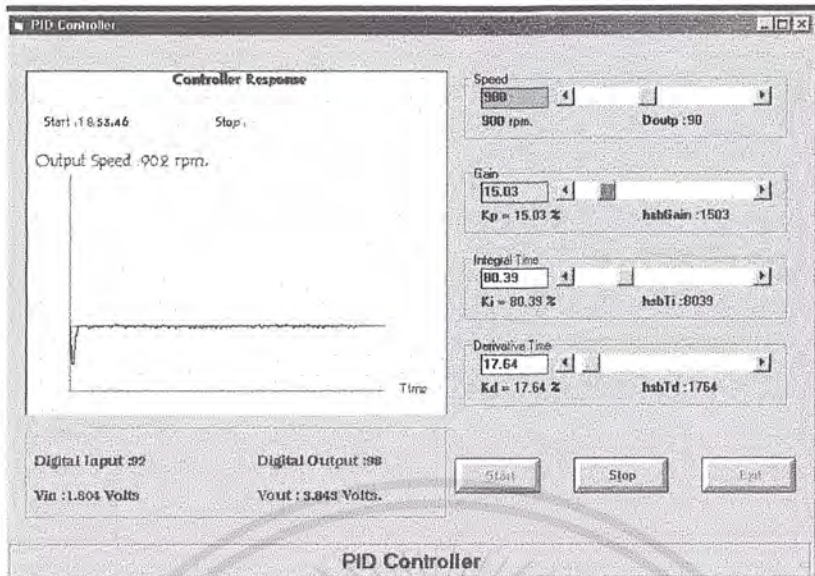 PID Controller
Controller Response
Start :18:53:46 Stop :
Output Speed :902 rpm.
Time
Speed
900
900 rpm. Doutp :90
Gain
15.03
Kp = 15.03 % hsbGain :1503
Integral Time
80.39
Ki = 80.39 % hsbTi :8039
Derivative Time
17.64
Kd = 17.64 % hsbTd :1764
Digital Input :92 Digital Output :98
Vin :1.804 Volts Vout : 3.843 Volts.
Start Stop Exit
PID Controller